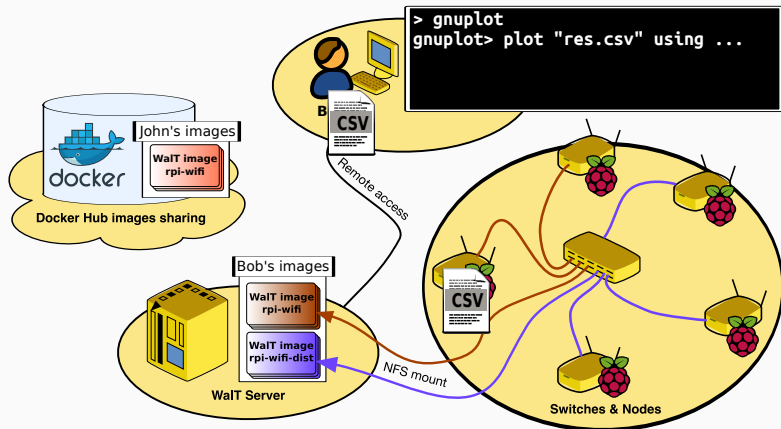 > gnuplot
gnuplot> plot "res.csv" using ...
B
CSV
John's images
WalT image
rpi-wifi
docker
Docker Hub images sharing
Remote access
Bob's images
WalT image
rpi-wifi
WalT image
rpi-wifi-dist
CSV
NFS mount
WalT Server
Switches & Nodes